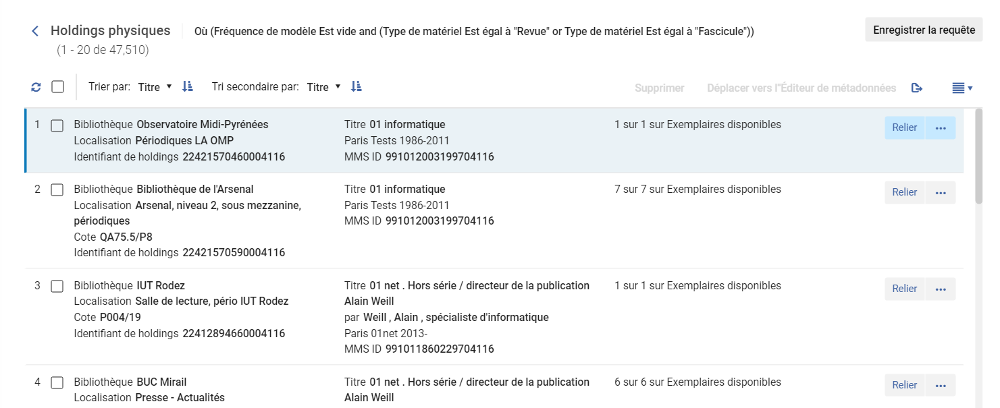 Holdings physiques Où (Fréquence de modèle Est vide and (Type de matériel Est égal à "Revue" or Type de matériel Est égal à "Fascicule")) Enregistrer la requête
(1 - 20 de 47,510)
Trier par: Titre Tri secondaire par: Titre Supprimer Déplacer vers l"Éditeur de métadonnées
1 Bibliothèque Observatoire Midi-Pyrénées Titre 01 informatique 1 sur 1 sur Exemplaires disponibles Relier ...
Localisation Périodiques LA OMP Paris Tests 1986-2011
Identifiant de holdings 22421570460004116 MMS ID 991012003199704116
2 Bibliothèque Bibliothèque de l'Arsenal Titre 01 informatique 7 sur 7 sur Exemplaires disponibles Relier ...
Localisation Arsenal, niveau 2, sous mezzanine, Paris Tests 1986-2011
périodiques MMS ID 991012003199704116
Cote QA75.5/P8
Identifiant de holdings 22421570590004116
3 Bibliothèque IUT Rodez Titre 01 net . Hors série / directeur de la publication 1 sur 1 sur Exemplaires disponibles Relier ...
Localisation Salle de lecture, pério IUT Rodez Alain Weill
Cote P004/19 par Weill , Alain , spécialiste d'informatique
Identifiant de holdings 22412894660004116 Paris 01net 2013-
MMS ID 991011860229704116
4 Bibliothèque BUC Mirail Titre 01 net . Hors série / directeur de la publication 6 sur 6 sur Exemplaires disponibles Relier ...
Localisation Presse - Actualités Alain Weill